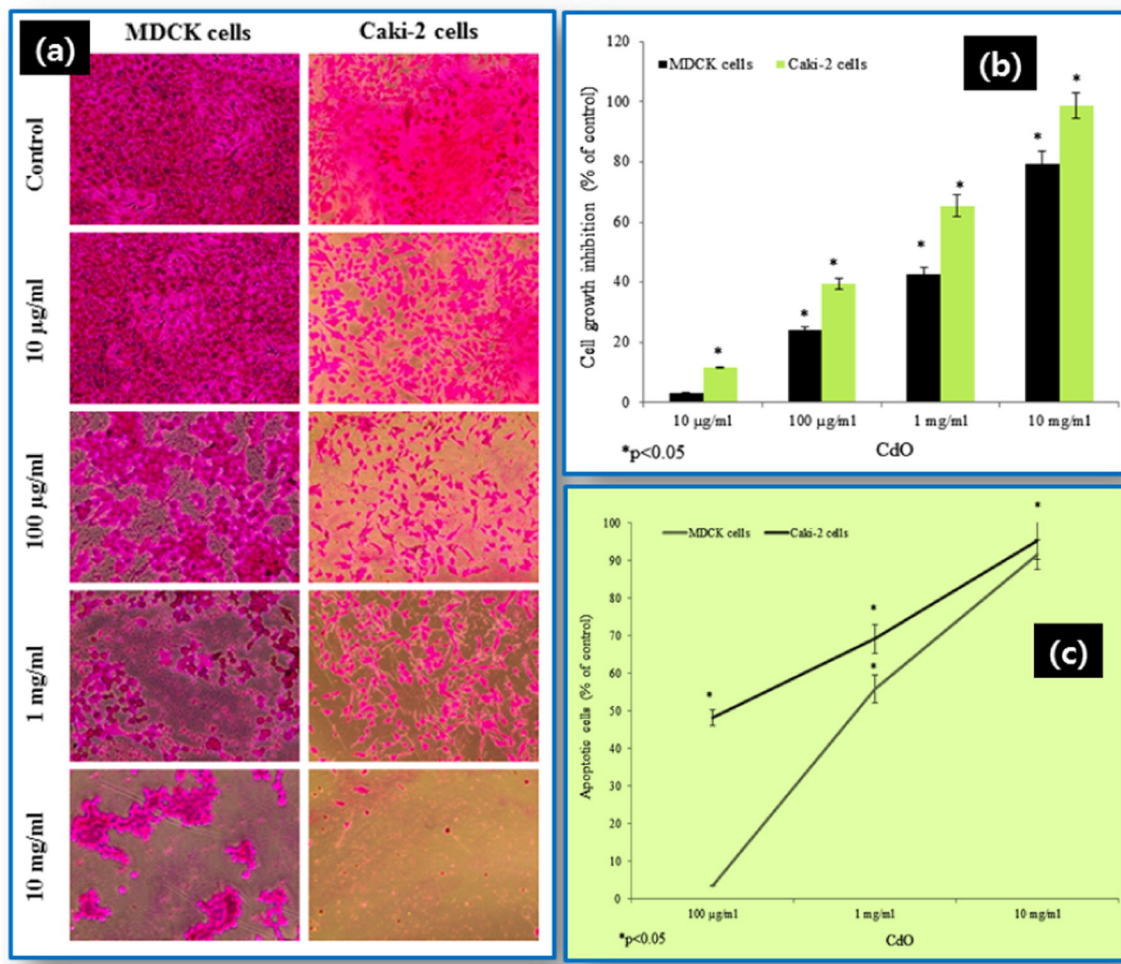 (a)
MDCK cells Caki-2 cells
Control
10 µg/ml
100 µg/ml
1 mg/ml
10 mg/ml
(b)
Cell growth inhibition (% of control)
120
100
80
60
40
20
0
MDCK cells Caki-2 cells
* * * * * * *
10 µg/ml 100 µg/ml 1 mg/ml 10 mg/ml
*p<0.05
CdO
(c)
Apoptotic cells (% of control)
100
90
80
70
60
50
40
30
20
10
0
MDCK cells Caki-2 cells
* * * *
100 µg/ml 1 mg/ml 10 mg/ml
*p<0.05
CdO